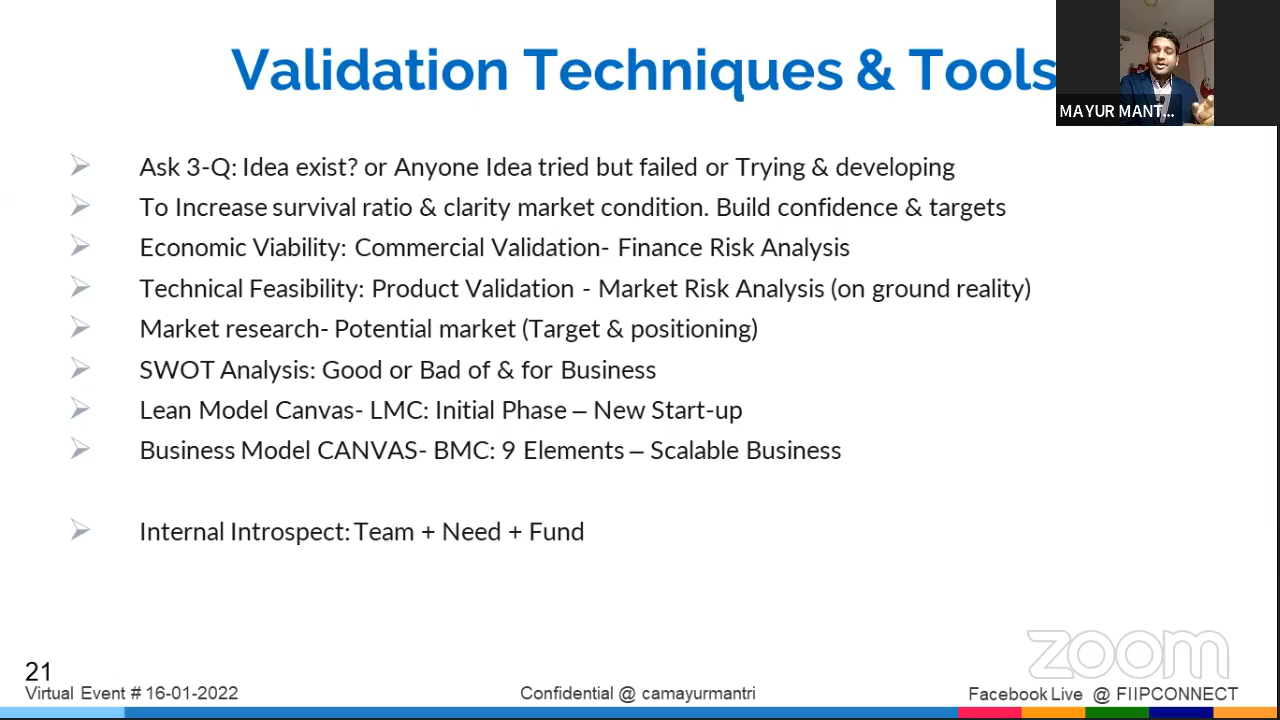 Validation Techniques & Tools
MAYUR MANT...
Ask 3-Q: Idea exist? or Anyone Idea tried but failed or Trying & developing
To Increase survival ratio & clarity market condition. Build confidence & targets
Economic Viability: Commercial Validation- Finance Risk Analysis
Technical Feasibility: Product Validation - Market Risk Analysis (on ground reality)
Market research- Potential market (Target & positioning)
SWOT Analysis: Good or Bad of & for Business
Lean Model Canvas- LMC: Initial Phase – New Start-up
Business Model CANVAS- BMC: 9 Elements – Scalable Business
Internal Introspect: Team + Need + Fund
zoom
21
Virtual Event # 16-01-2022
Confidential @ camayurmantri
Facebook Live @ FIIPCONNECT